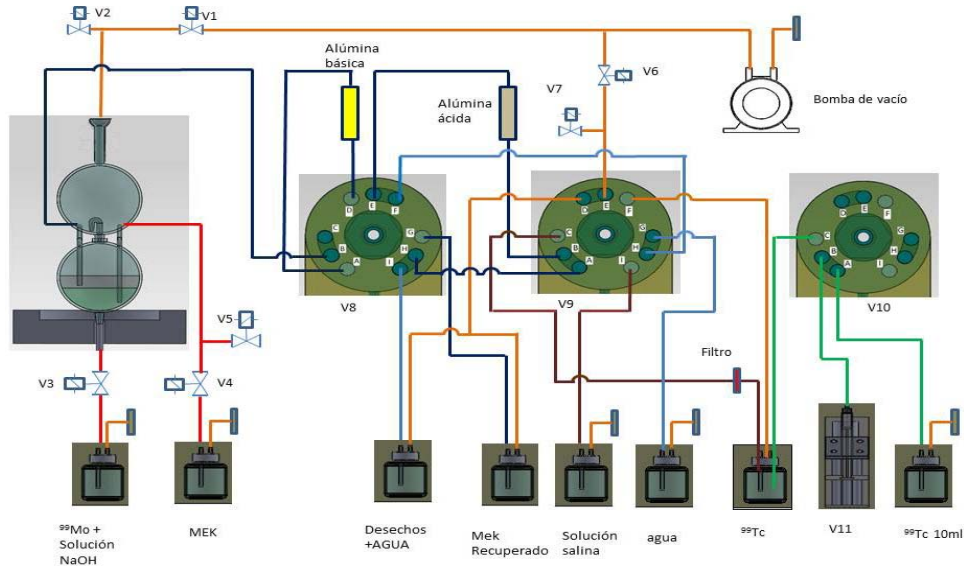 V2
V1
Alúmina
básica
V6
V7
Alúmina
ácida
Bomba de vacío
D
E
F
C
G
B
H
A
I
V8
D
E
F
C
G
B
H
A
I
V9
D
E
F
C
G
B
H
A
I
V10
V5
V3
V4
Filtro
⁹⁹Mo +
Solución
NaOH
MEK
Desechos
+AGUA
Mek
Recuperado
Solución
salina
agua
⁹⁹Tc
V11
⁹⁹Tc 10ml